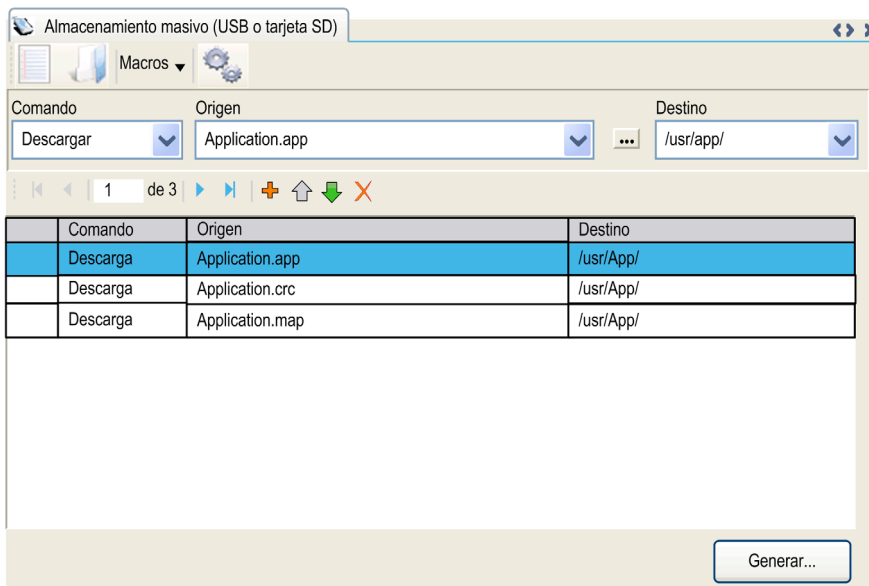 Almacenamiento masivo (USB o tarjeta SD)
Macros
Comando Origen Destino
Descargar Application.app ... /usr/app/
1 de 3
Comando Origen Destino
Descarga Application.app /usr/App/
Descarga Application.crc /usr/App/
Descarga Application.map /usr/App/
Generar...